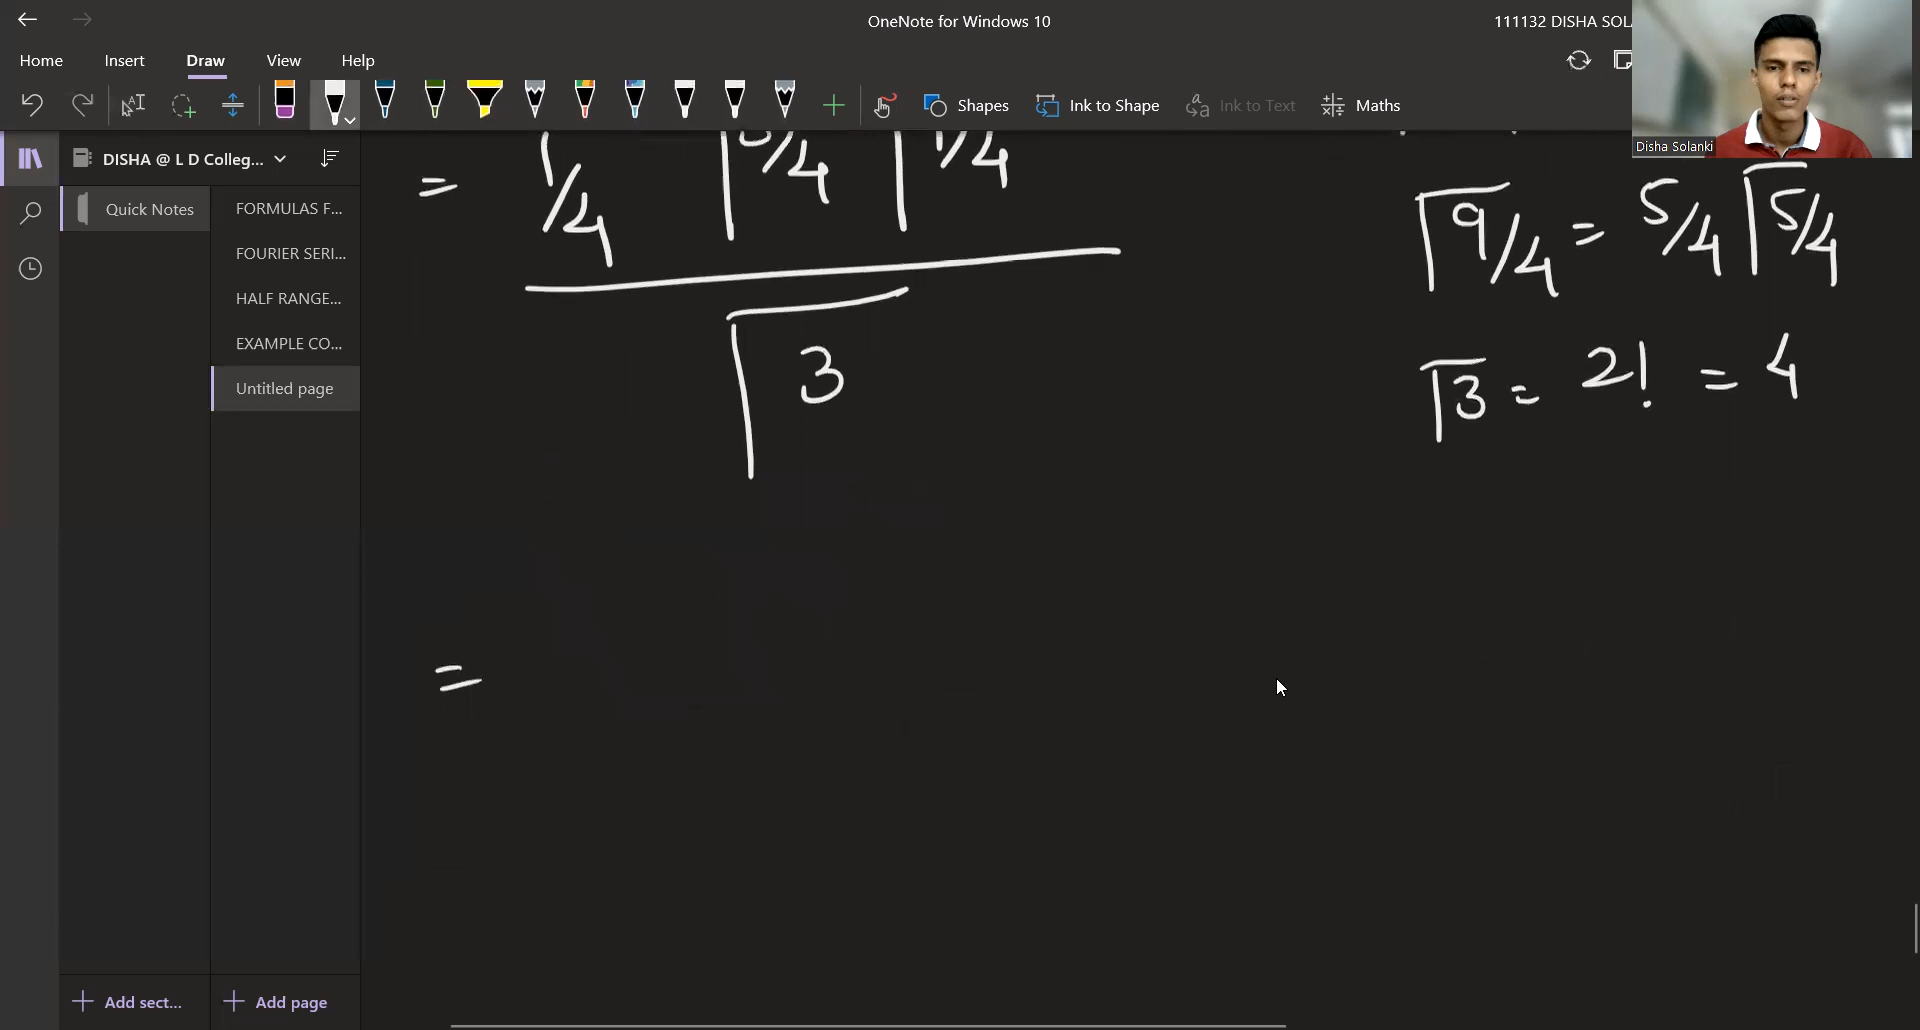 OneNote for Windows 10
111132 DISHA SOLA
Home Insert Draw View Help
Shapes Ink to Shape Ink to Text Maths
Disha Solanki
DISHA @ L D Colleg...
Quick Notes
FORMULAS F...
FOURIER SERI...
HALF RANGE...
EXAMPLE CO...
Untitled page
= 1/4 Γ /4 Γ 1/4
Γ 3
Γ 9/4 = 5/4 Γ 5/4
Γ 3 = 2! = 4
=
+ Add sect...
+ Add page